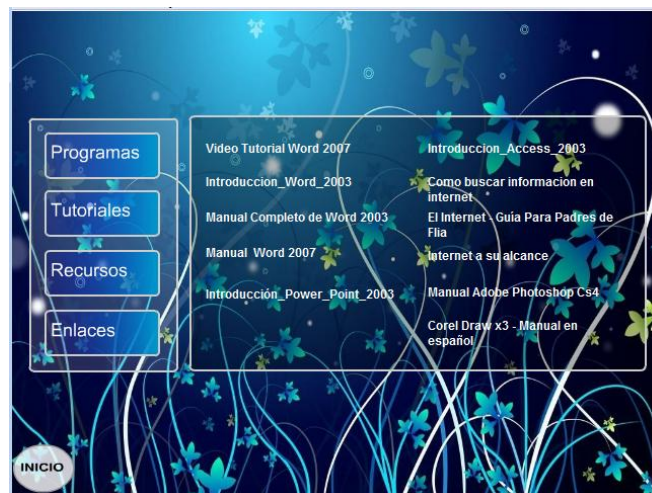 Programas
Tutoriales
Recursos
Enlaces
Video Tutorial Word 2007
Introduccion_Word_2003
Manual Completo de Word 2003
Manual Word 2007
Introducción_Power_Point_2003
Introduccion_Access_2003
Como buscar informacion en
internet
El Internet - Guía Para Padres de
Flia
Internet a su alcance
Manual Adobe Photoshop Cs4
Corel Draw x3 - Manual en
español
INICIO